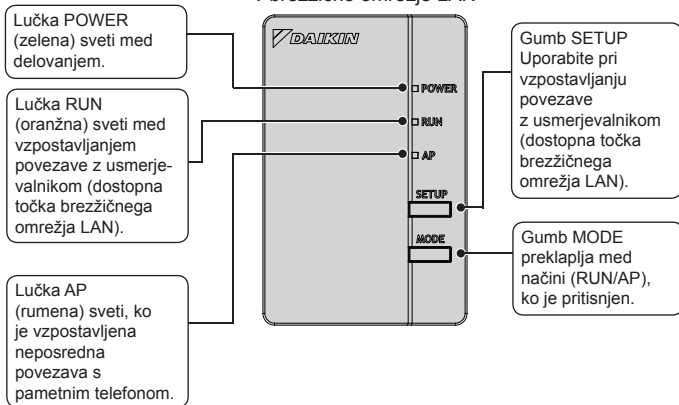 Lučka POWER
(zelena) sveti med
delovanjem.
Lučka RUN
(oranžna) sveti med
vzpostavljanjem
povezave z usmerje-
valnikom (dostopna
točka brezžičnega
omrežja LAN).
Lučka AP
(rumena) sveti, ko
je vzpostavljena
neposredna
povezava s
pametnim telefonom.
DAIKIN
POWER
RUN
AP
SETUP
MODE
Gumb SETUP
Uporabite pri
vzpostavljanju
povezave
z usmerjevalnikom
(dostopna točka
brezžičnega
omrežja LAN).
Gumb MODE
preklaplja med
načini (RUN/AP),
ko je pritisnjen.